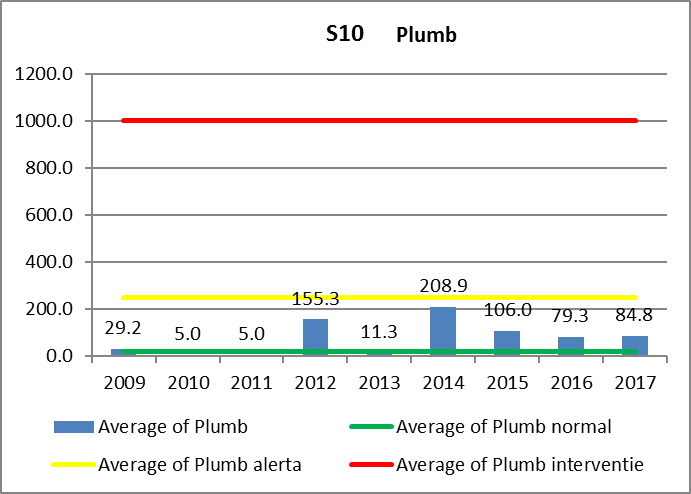 S10 Plumb
1200.0
1000.0
800.0
600.0
400.0
200.0
0.0
29.2 5.0 5.0 155.3 11.3 208.9 106.0 79.3 84.8
2009 2010 2011 2012 2013 2014 2015 2016 2017
Average of Plumb Average of Plumb normal
Average of Plumb alerta Average of Plumb interventie